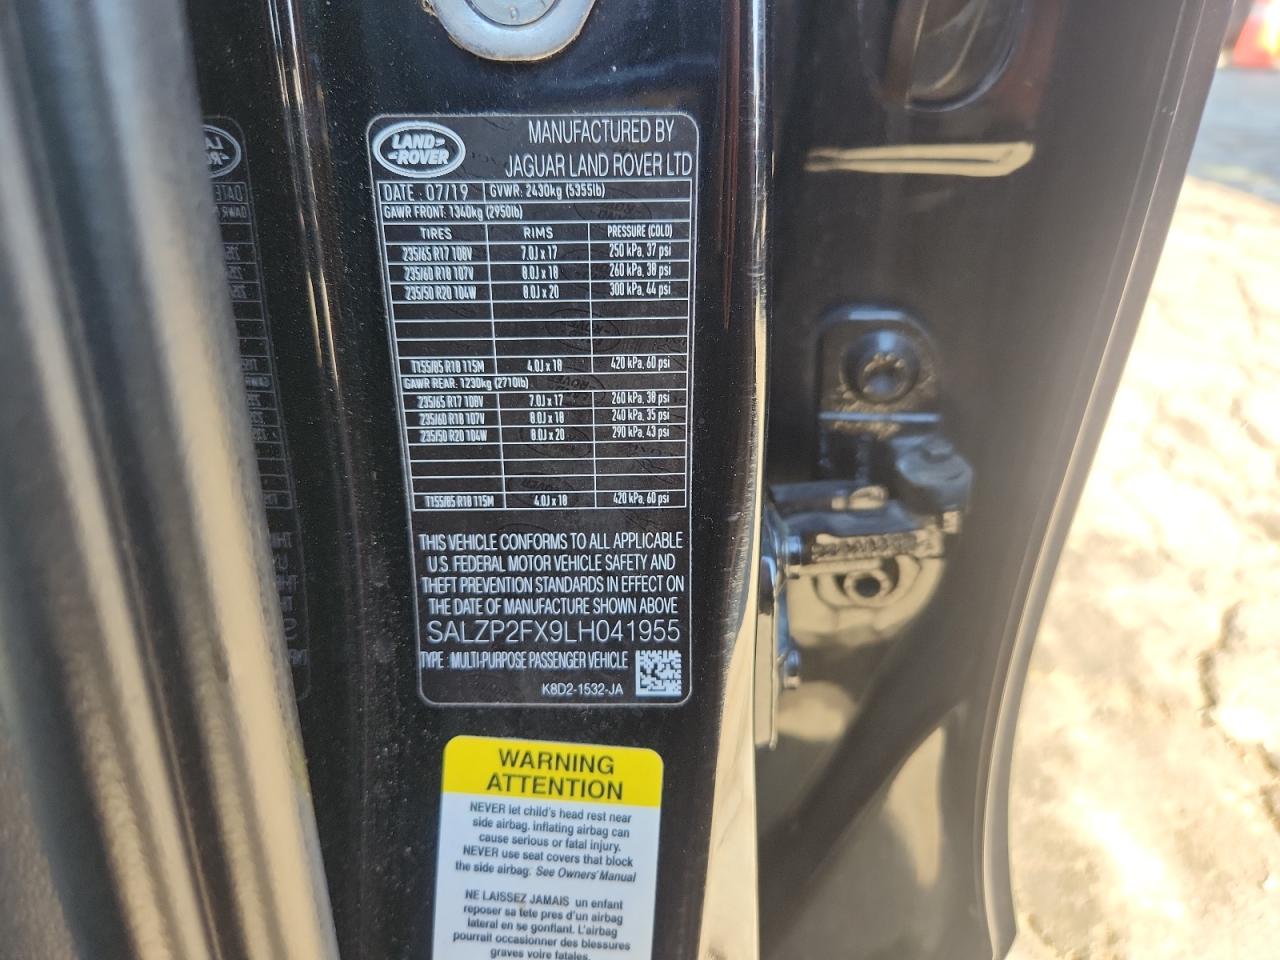 LAND-
-ROVER
MANUFACTURED BY
JAGUAR LAND ROVER LTD
DATE : 07/19 GVWR: 2430kg (5355lb)
GAWR FRONT: 1340kg (2950lb)
TIRES RIMS PRESSURE (COLD)
235/65 R17 108V 7.0J x 17 250 kPa, 37 psi
235/60 R18 107V 8.0J x 18 260 kPa, 38 psi
235/50 R20 104W 8.0J x 20 300 kPa, 44 psi
T155/85 R18 115M 4.0J x 18 420 kPa, 60 psi
GAWR REAR: 1230kg (2710lb)
235/65 R17 108V 7.0J x 17 260 kPa, 38 psi
235/60 R18 107V 8.0J x 18 240 kPa, 35 psi
235/50 R20 104W 8.0J x 20 290 kPa, 43 psi
T155/85 R18 115M 4.0J x 18 420 kPa, 60 psi
THIS VEHICLE CONFORMS TO ALL APPLICABLE
U.S. FEDERAL MOTOR VEHICLE SAFETY AND
THEFT PREVENTION STANDARDS IN EFFECT ON
THE DATE OF MANUFACTURE SHOWN ABOVE
SALZP2FX9LH041955
TYPE : MULTI-PURPOSE PASSENGER VEHICLE
K8D2-1532-JA
WARNING
ATTENTION
NEVER let child's head rest near
side airbag. inflating airbag can
cause serious or fatal injury.
NEVER use seat covers that block
the side airbag. See Owners' Manual
NE LAISSEZ JAMAIS un enfant
reposer sa tete pres d'un airbag
lateral en se gonflant. L'airbag
pourrait occasionner des blessures
graves voire fatales.